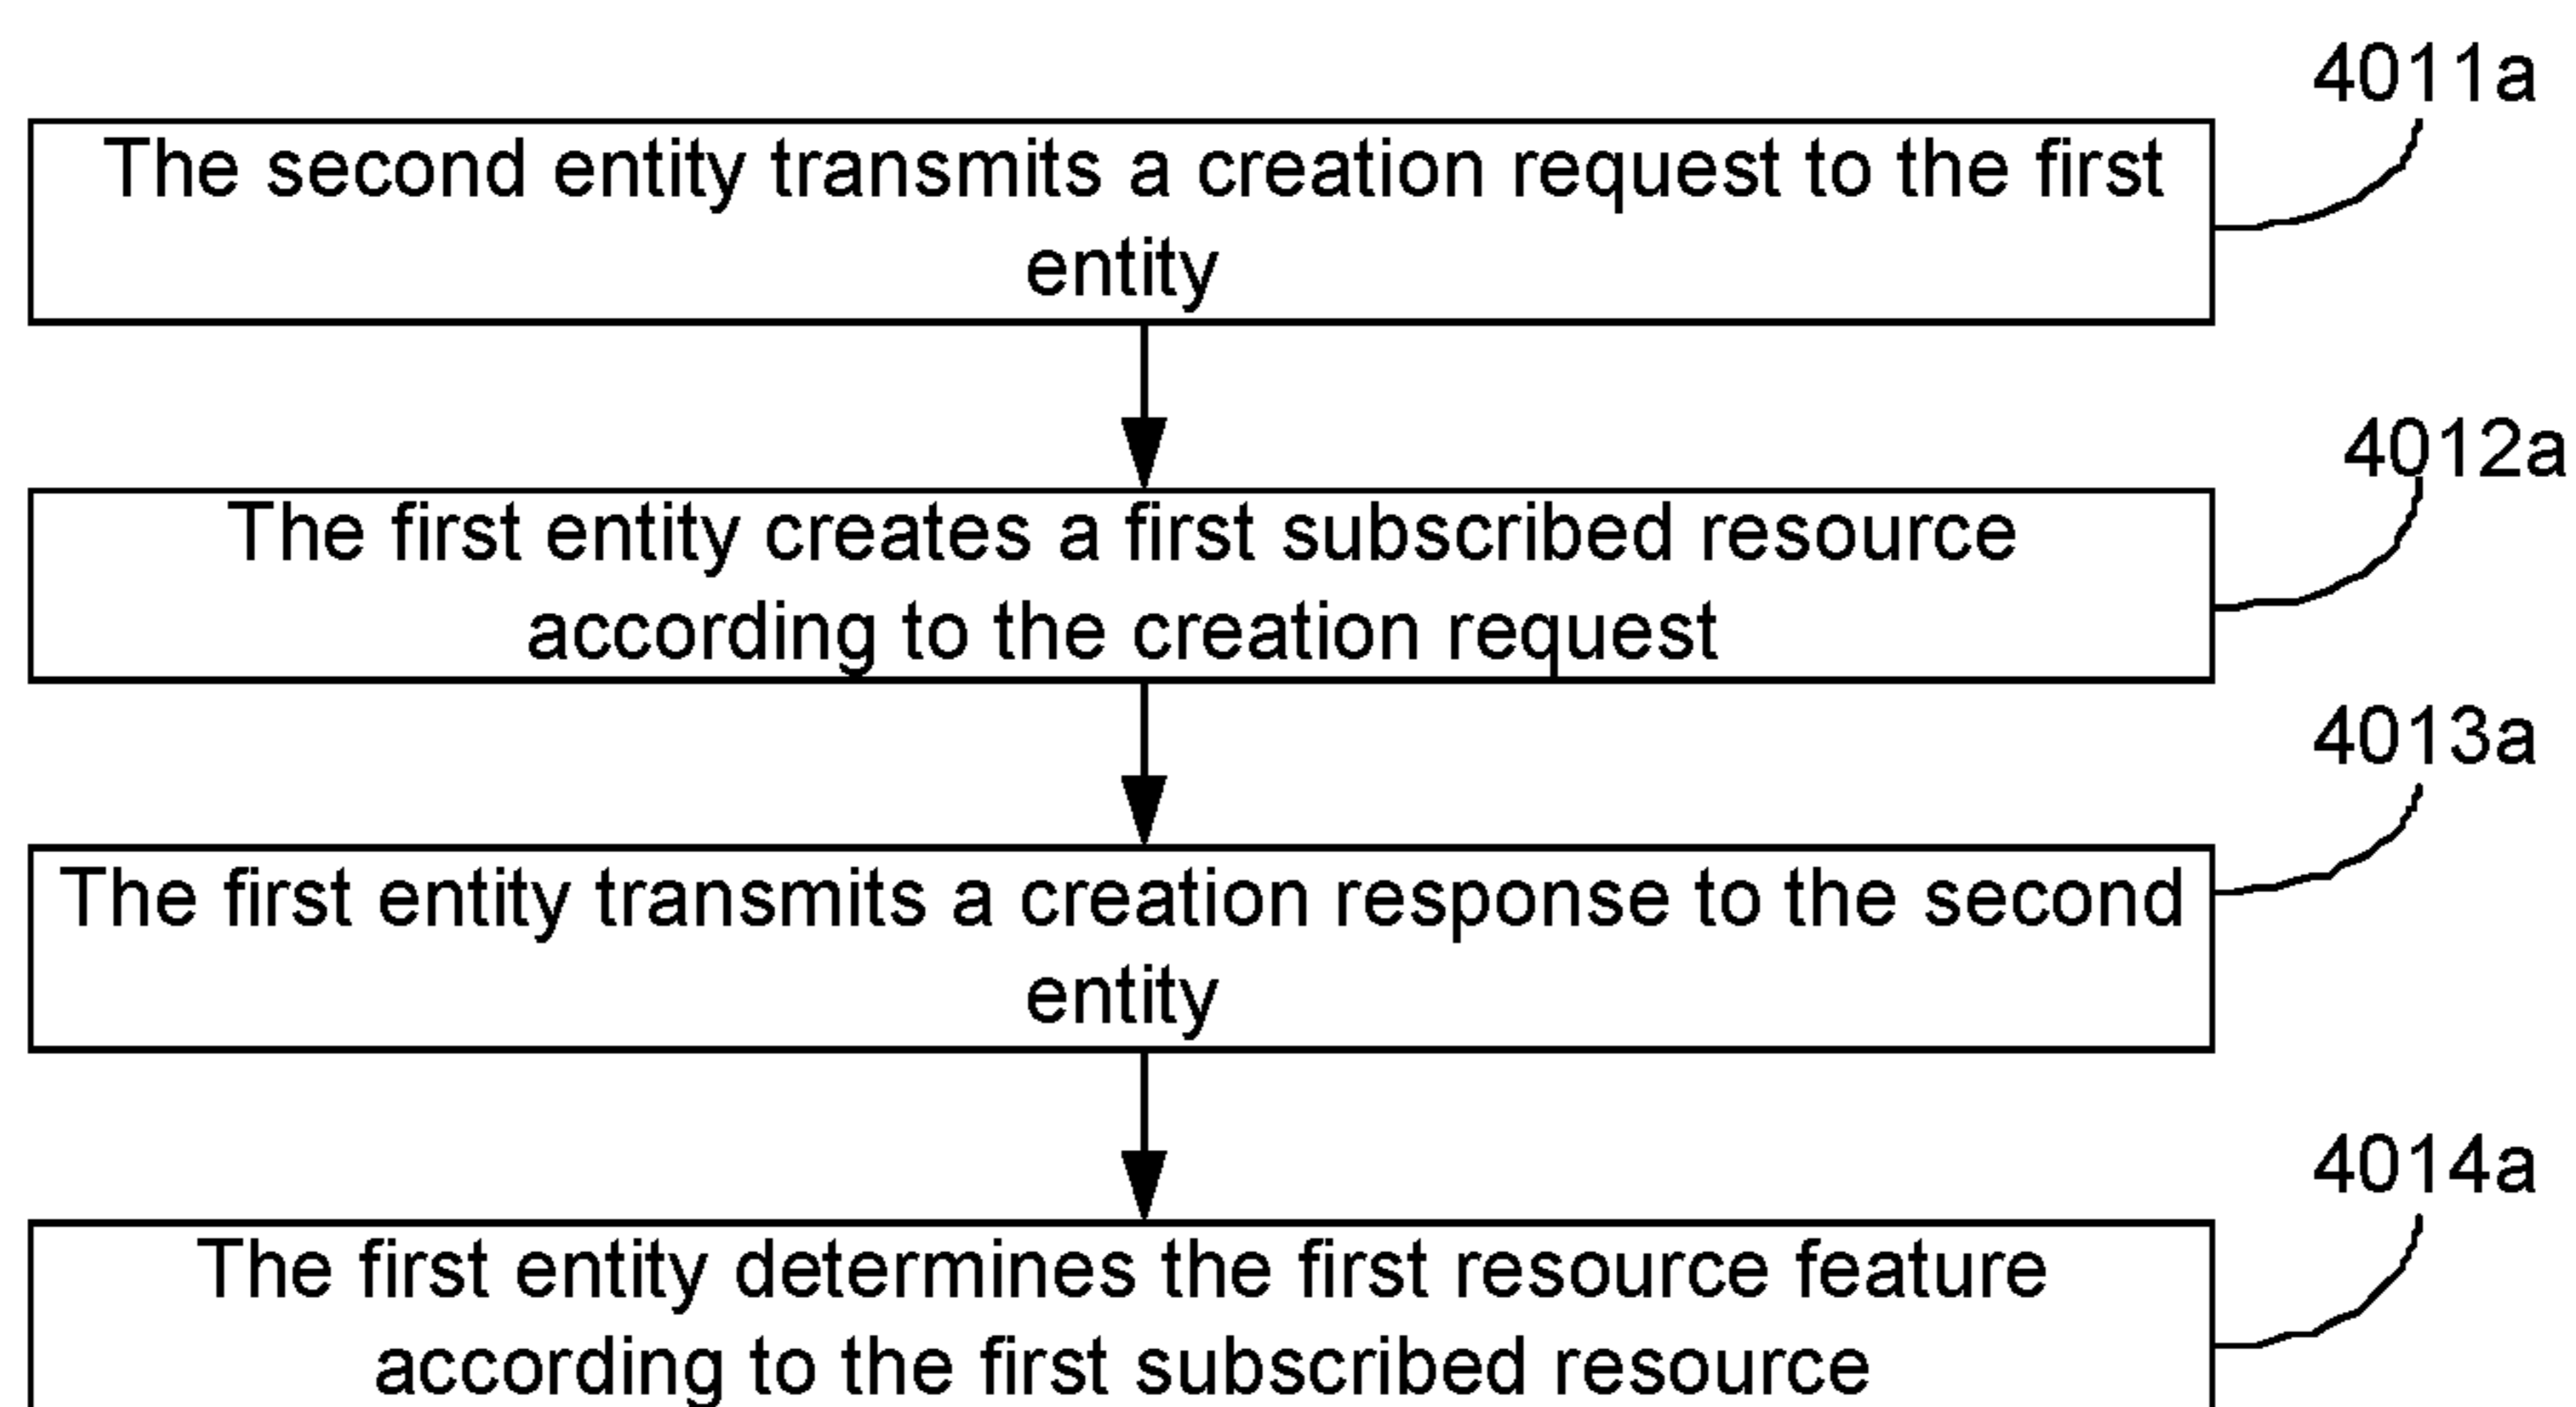 4011a
The second entity transmits a creation request to the first
entity
4012a
The first entity creates a first subscribed resource
according to the creation request
4013a
The first entity transmits a creation response to the second
entity
4014a
The first entity determines the first resource feature
according to the first subscribed resource